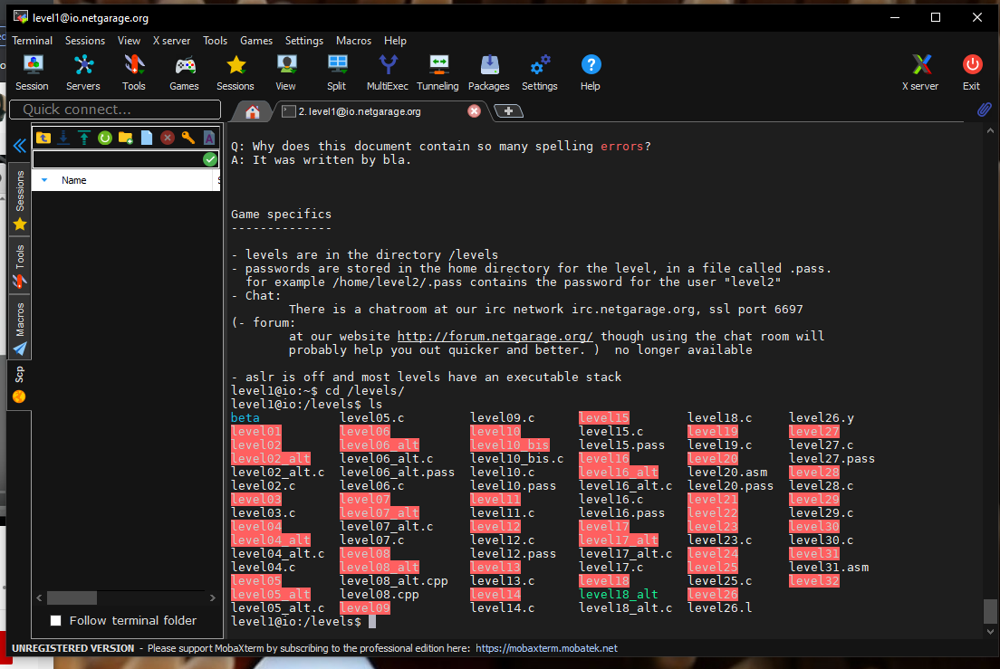 level1@io.netgarage.org
Terminal Sessions View X server Tools Games Settings Macros Help
Session Servers Tools Games Sessions View Split MultiExec Tunneling Packages Settings Help X server Exit
Quick connect...
2. level1@io.netgarage.org
Name
Sessions
Tools
Macros
Scp
Q: Why does this document contain so many spelling errors?
A: It was written by bla.
Game specifics
--------------
- levels are in the directory /levels
- passwords are stored in the home directory for the level, in a file called .pass.
for example /home/level2/.pass contains the password for the user "level2"
- Chat:
There is a chatroom at our irc network irc.netgarage.org, ssl port 6697
(- forum:
at our website http://forum.netgarage.org/ though using the chat room will
probably help you out quicker and better. ) no longer available
- aslr is off and most levels have an executable stack
level1@io:~$ cd /levels/
level1@io:/levels$ ls
beta level05.c level09.c level15 level18.c level26.y
level01 level06 level10 level15.c level19 level27
level02 level06_alt level10_bis level15.pass level19.c level27.c
level02_alt level06_alt.c level10_bis.c level16 level20 level27.pass
level02_alt.c level06_alt.pass level10.c level16_alt level20.asm level28
level02.c level06.c level10.pass level16_alt.c level20.pass level28.c
level03 level07 level11 level16.c level21 level29
level03.c level07_alt level11.c level16.pass level22 level29.c
level04 level07_alt.c level12 level17 level23 level30
level04_alt level07.c level12.c level17_alt level23.c level30.c
level04_alt.c level08 level12.pass level17_alt.c level24 level31
level04.c level08_alt level13 level17.c level25 level31.asm
level05 level08_alt.cpp level13.c level18 level25.c level32
level05_alt level08.cpp level14 level18_alt level26
level05_alt.c level09 level14.c level18_alt.c level26.l
level1@io:/levels$
Follow terminal folder
UNREGISTERED VERSION - Please support MobaXterm by subscribing to the professional edition here: https://mobaxterm.mobatek.net